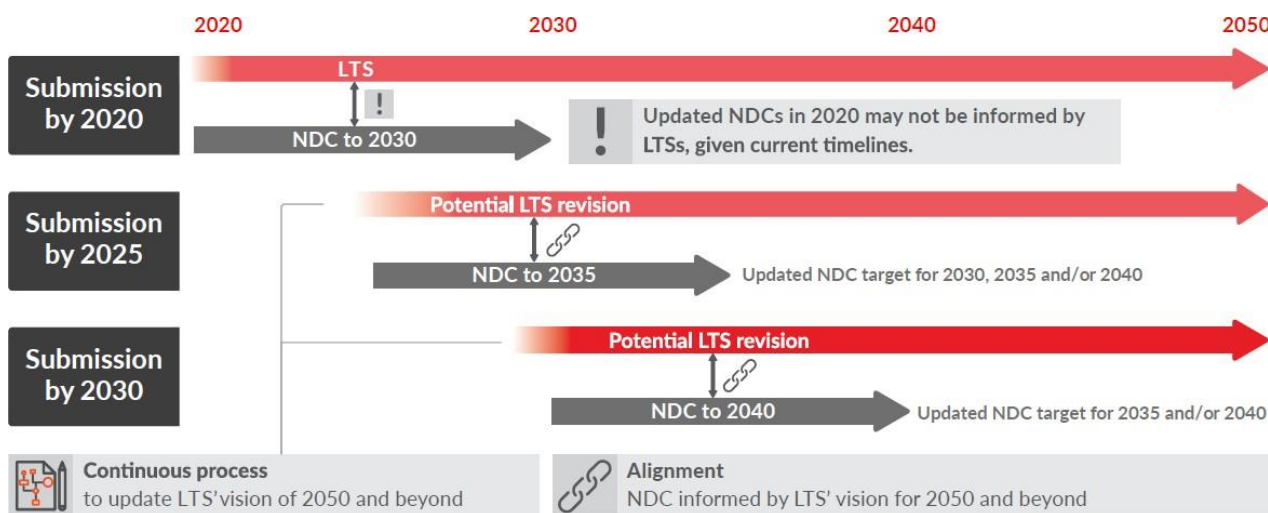 2020 2030 2040 2050
Submission
by 2020
LTS
!
NDC to 2030
!
Updated NDCs in 2020 may not be informed by
LTSs, given current timelines.
Submission
by 2025
Potential LTS revision
NDC to 2035
Updated NDC target for 2030, 2035 and/or 2040
Submission
by 2030
Potential LTS revision
NDC to 2040
Updated NDC target for 2035 and/or 2040
Continuous process
to update LTS' vision of 2050 and beyond
Alignment
NDC informed by LTS' vision for 2050 and beyond